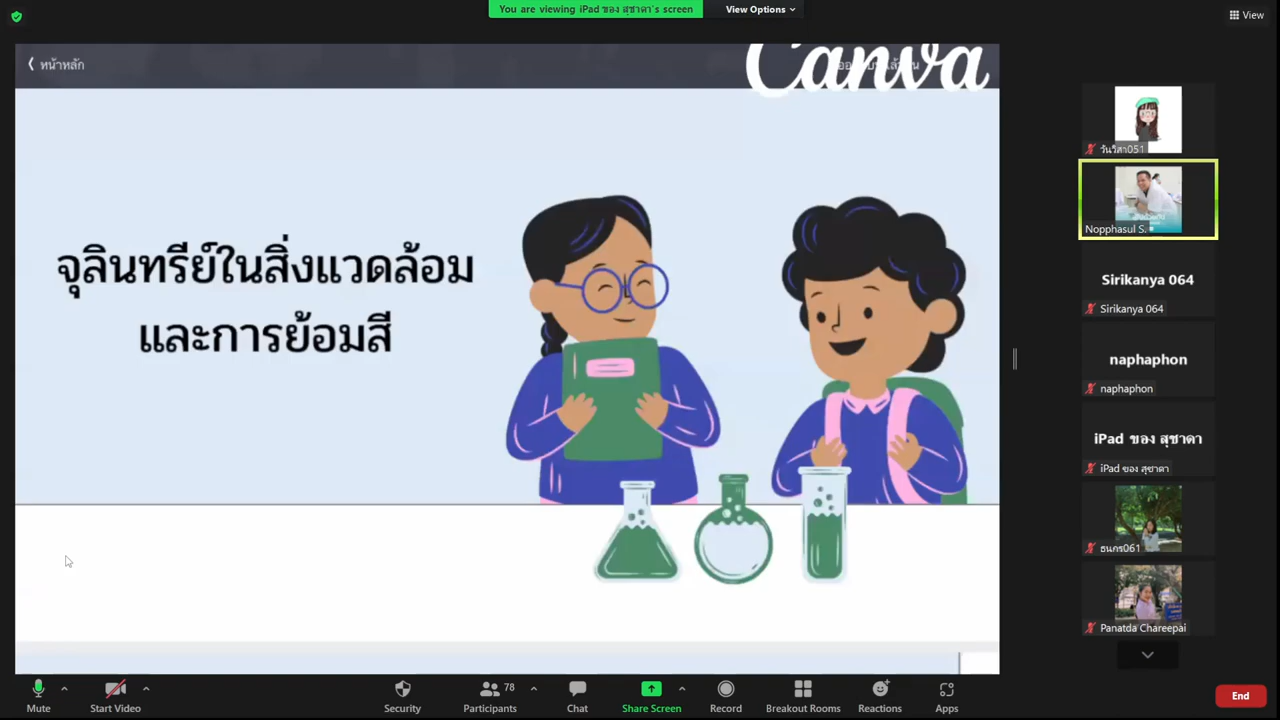 You are viewing iPad ของ สุชาดา's screen
View Options
View
หน้าหลัก
Canva
วันวิสา051
Nopphasul S.
จุลินทรีย์ในสิ่งแวดล้อม
และการย้อมสี
Sirikanya 064
Sirikanya 064
naphaphon
naphaphon
iPad ของ สุชาดา
iPad ของ สุชาดา
ธนกร061
Panatda Chareepai
Mute
Start Video
Security
78
Participants
Chat
Share Screen
Record
Breakout Rooms
Reactions
Apps
End